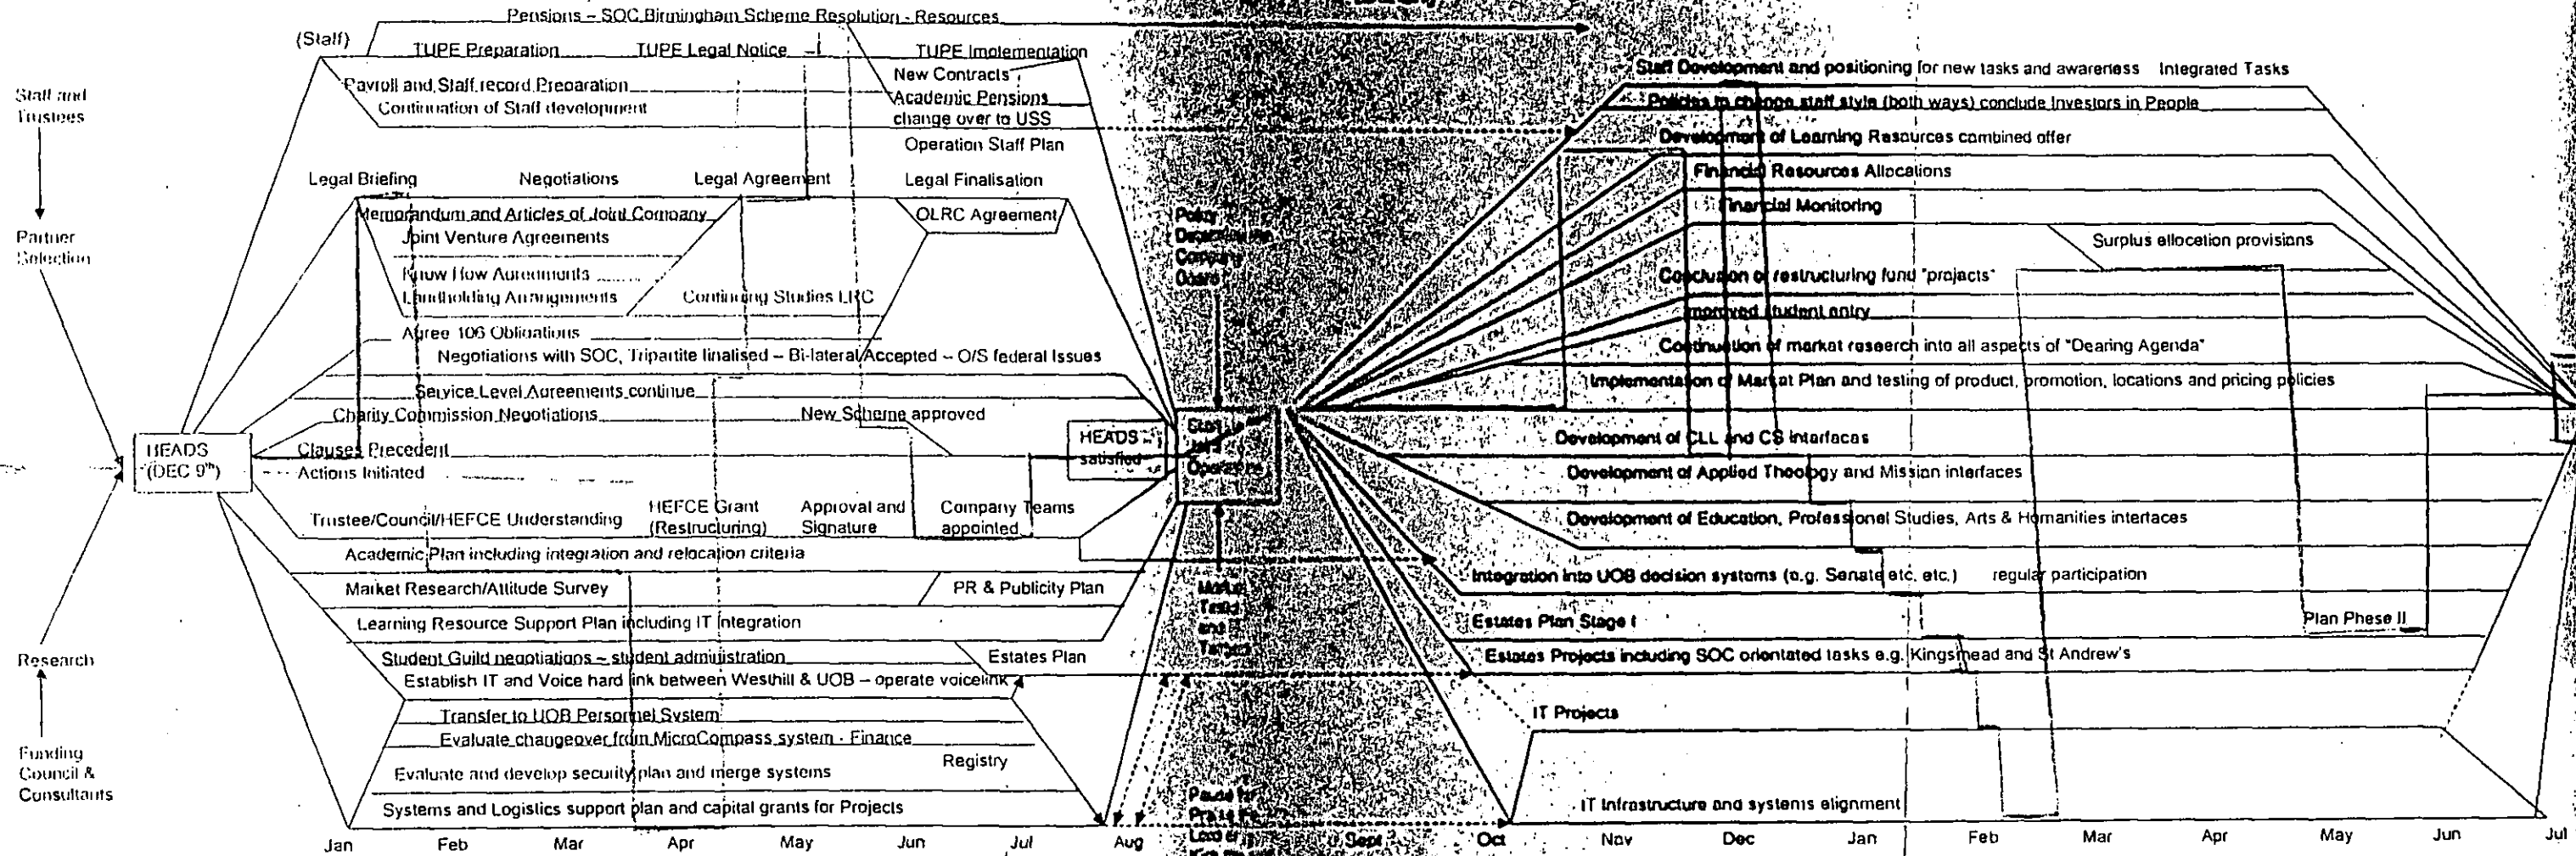 Pensions – SOC Birmingham Scheme Resolution - Resources
(Staff)
TUPE Preparation
TUPE Legal Notice
TUPE Implementation
Payroll and Staff record Preparation
New Contracts
Continuation of Staff development
Academic Pensions
change over to USS
Operation Staff Plan
Staff and
Trustees
Partner
Selection
Research
Funding
Council &
Consultants
HEADS
(DEC 9th)
Legal Briefing
Negotiations
Legal Agreement
Legal Finalisation
Memorandum and Articles of Joint Company
OLRC Agreement
Joint Venture Agreements
Know How Agreements
Landholding Arrangements
Continuing Studies LRC
Agree 106 Obligations
Negotiations with SOC, Tripartite finalised – Bi-lateral Accepted – O/S federal Issues
Service Level Agreements continue
Charity Commission Negotiations
New Scheme approved
Clauses Precedent
Actions Initiated
HEADS
satisfied
Trustee/Council/HEFCE Understanding
HEFCE Grant
(Restructuring)
Approval and
Signature
Company Teams
appointed
Academic Plan including integration and relocation criteria
Market Research/Attitude Survey
PR & Publicity Plan
Learning Resource Support Plan including IT integration
Student Guild negotiations – student administration
Estates Plan
Establish IT and Voice hard link between Westhill & UOB – operate voicelink
Transfer to UOB Personnel System
Evaluate changeover from MicroCompass system - Finance
Registry
Evaluate and develop security plan and merge systems
Systems and Logistics support plan and capital grants for Projects
Policy
Company
Board
Operation
and
Staff Development and positioning for new tasks and awareness Integrated Tasks
Policies to change staff style (both ways) conclude Investors in People
Development of Learning Resources combined offer
Financial Resources Allocations
Financial Monitoring
Surplus allocation provisions
Conclusion of restructuring fund "projects"
Improved student entry
Continuation of market research into all aspects of "Dearing Agenda"
Implementation of Market Plan and testing of product, promotion, locations and pricing policies
Development of CLL and CS interfaces
Development of Applied Theology and Mission interfaces
Development of Education, Professional Studies, Arts & Humanities interfaces
Integration into UOB decision systems (e.g. Senate etc. etc.) regular participation
Estates Plan Stage I
Plan Phase II
Estates Projects including SOC orientated tasks e.g. Kingsmead and St Andrew's
IT Projects
IT Infrastructure and systems alignment
Jan Feb Mar Apr May Jun Jul Aug Sept Oct Nov Dec Jan Feb Mar Apr May Jun Jul